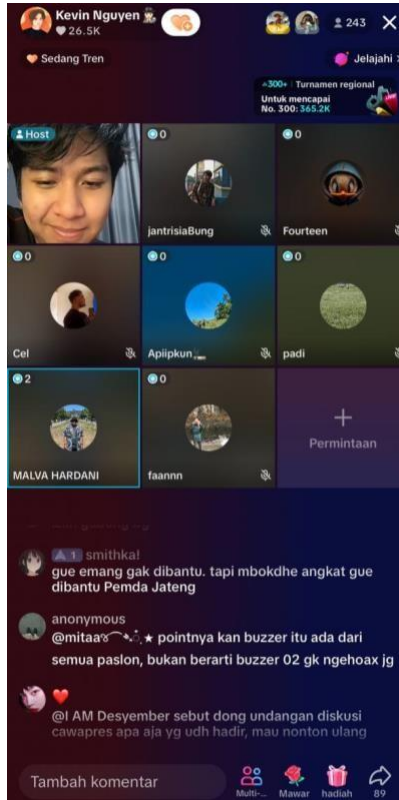 Kevin Nguyen
26.5K
243
Sedang Tren
Jelajahi
300+ Turnamen regional
Untuk mencapai
No. 300: 365.2K
Host
0
jantrisiaBung
0
Fourteen
0
Cel
0
Apiipkun
0
padi
2
MALVA HARDANI
0
faannn
+
Permintaan
A 1 smithka!
gue emang gak dibantu. tapi mbokdhe angkat gue
dibantu Pemda Jateng
anonymous
@mitaa pointnya kan buzzer itu ada dari
semua paslon, bukan berarti buzzer 02 gk ngehoax jg
@I AM Desyember sebut dong undangan diskusi
cawapres apa aja yg udh hadir, mau nonton ulang
Tambah komentar
Multi-...
Mawar
hadiah
89